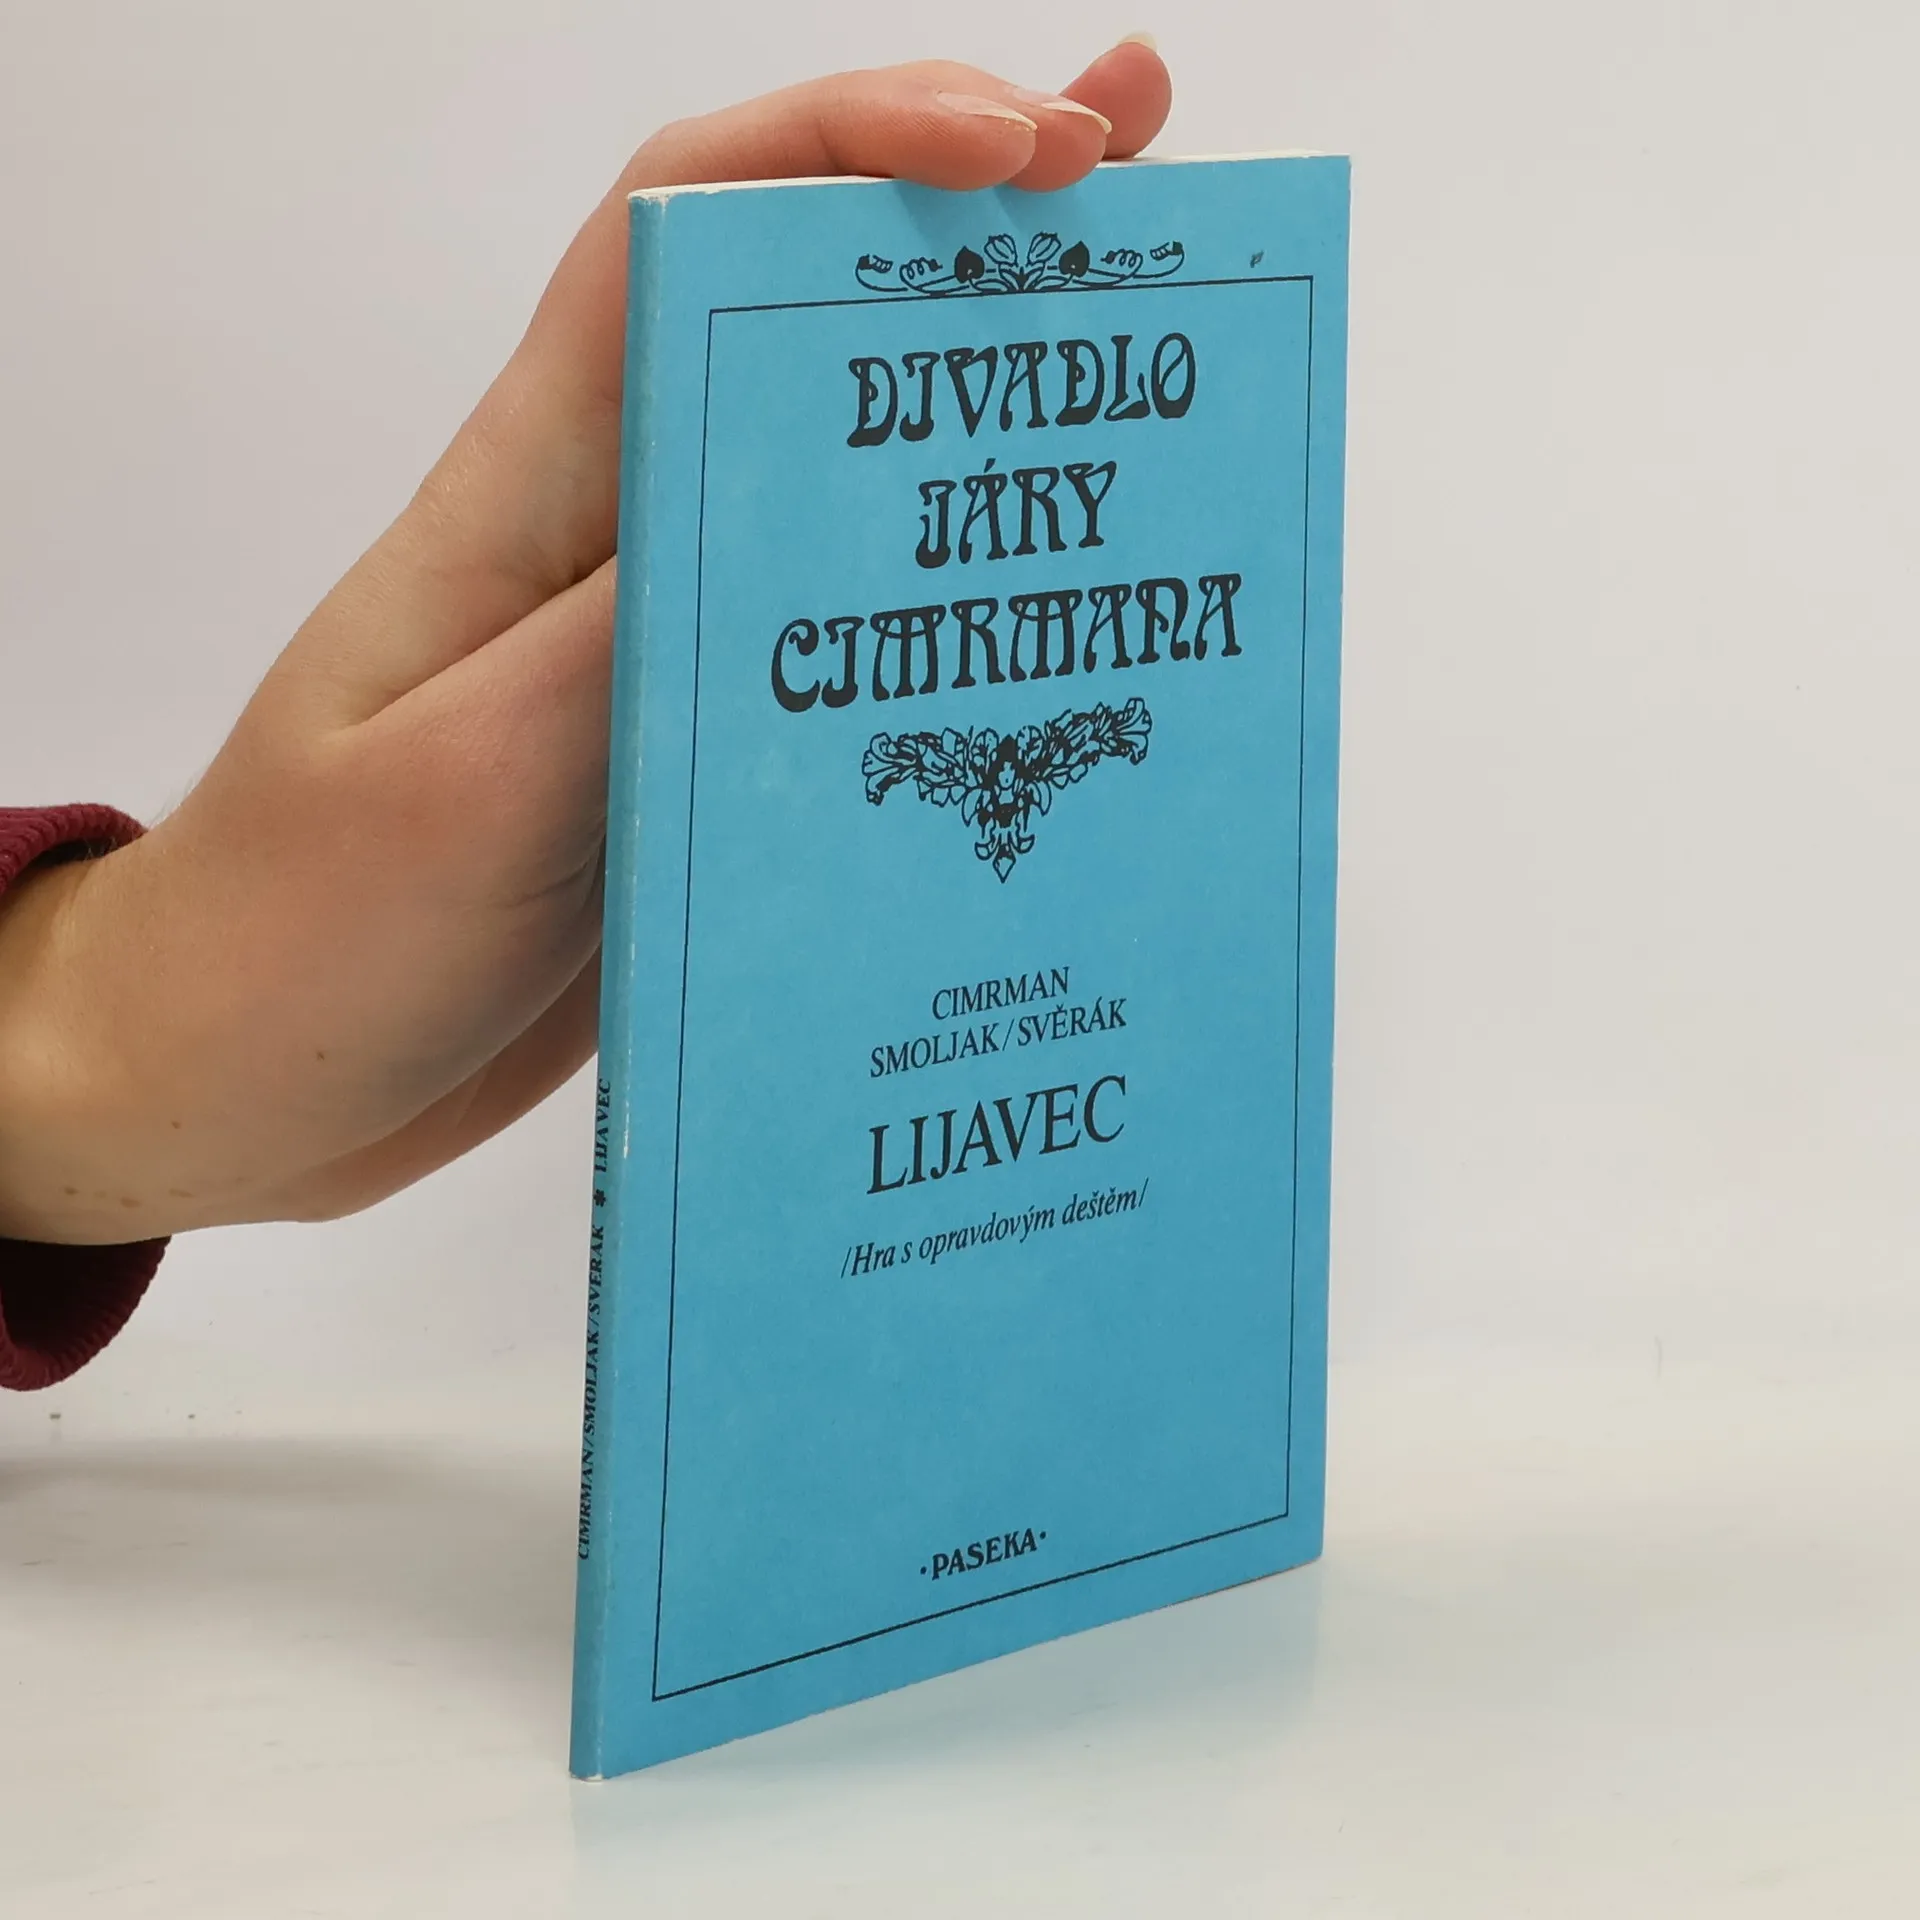 DIVADLO
JÁRY
CIMRMANA
CIMRMAN
SMOLJAK/SVĚRÁK
LIJAVEC
/Hra s opravdovým deštěm/
·PASEKA·
CIMRMAN/SMOLJAK/SVĚRÁK * LIJAVEC